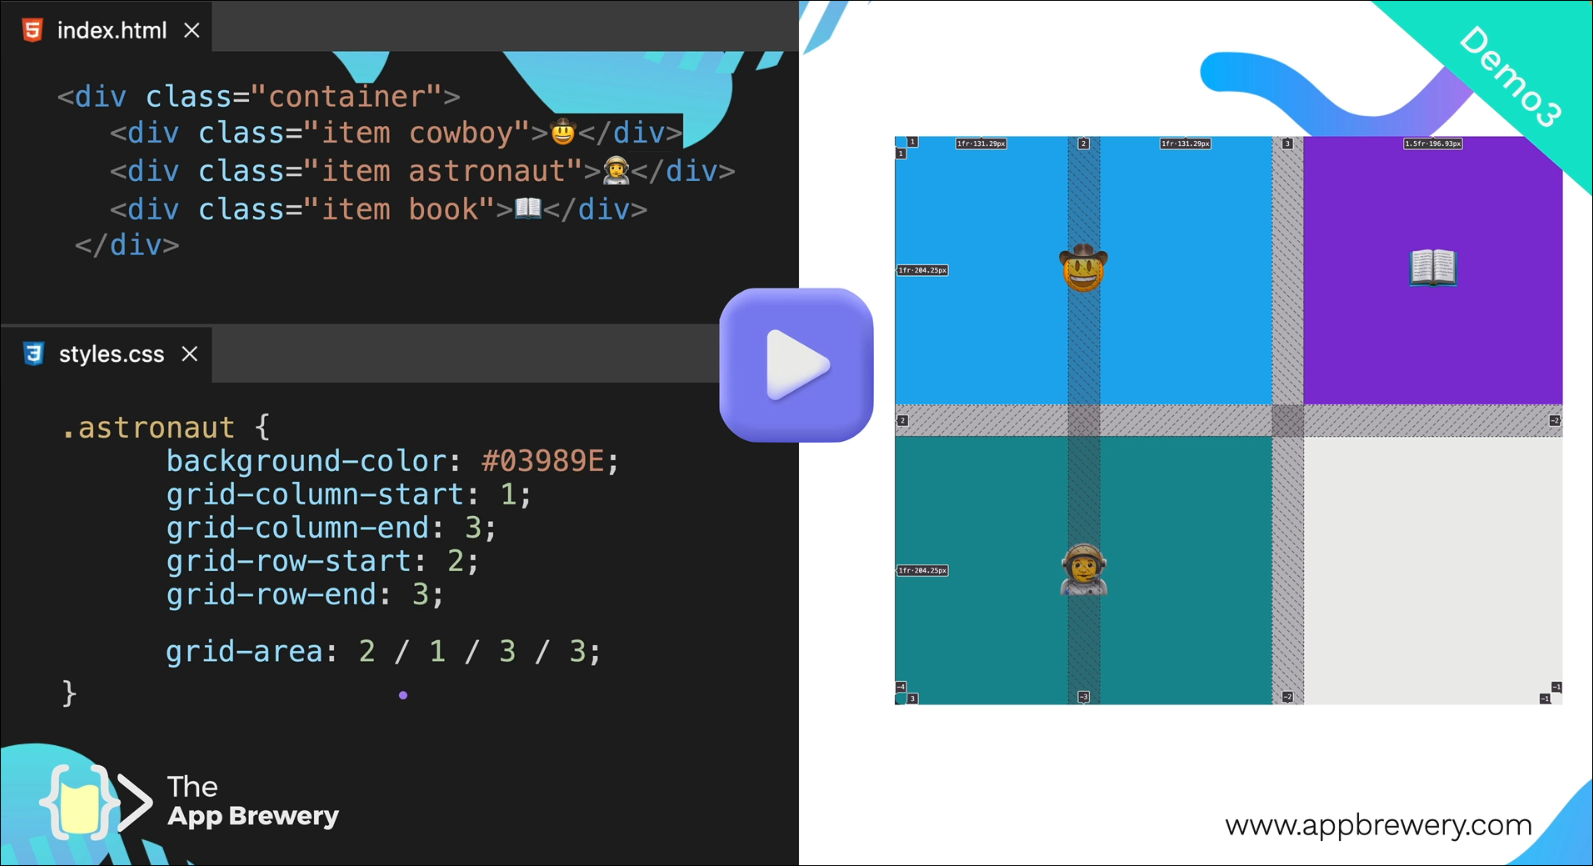 index.html ×
<div class="container">
<div class="item cowboy">🤠</div>
<div class="item astronaut">🧑‍🚀</div>
<div class="item book">📖</div>
</div>
styles.css ×
.astronaut {
background-color: #03989E;
grid-column-start: 1;
grid-column-end: 3;
grid-row-start: 2;
grid-row-end: 3;
grid-area: 2 / 1 / 3 / 3;
}
The
App Brewery
Demo3
1
1
1fr·131.29px
2
1fr·131.29px
3
1.5fr·196.93px
1fr·204.25px
2
-2
1fr·204.25px
-4
3
-3
-2
-1
-1
www.appbrewery.com